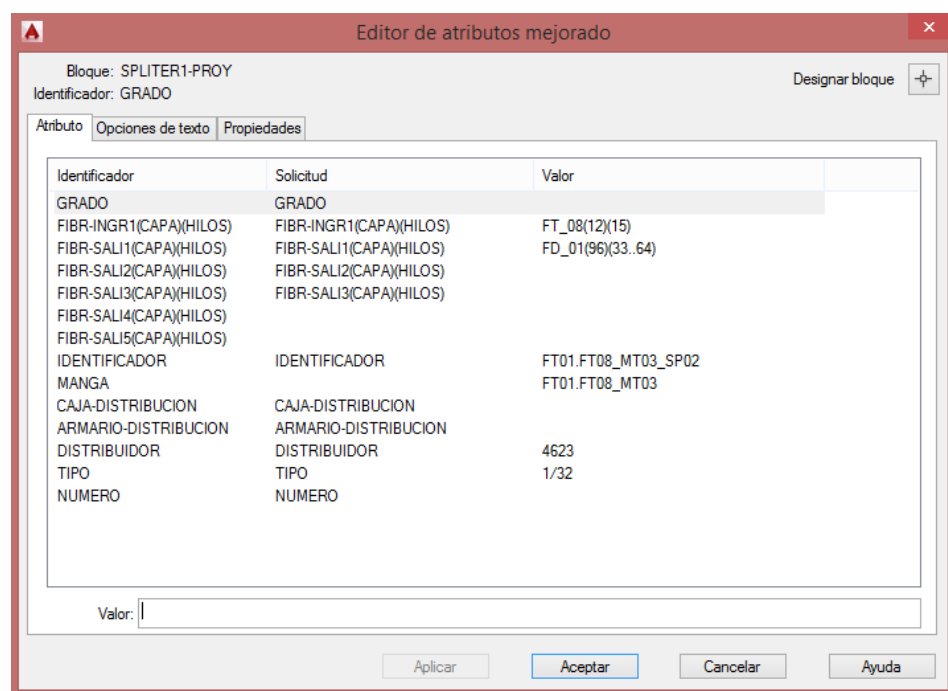 Editor de atributos mejorado
Bloque: SPLITER1-PROY
Identificador: GRADO
Designar bloque
Atributo Opciones de texto Propiedades
Identificador Solicitud Valor
GRADO GRADO
FIBR-INGR1(CAPA)(HILOS) FIBR-INGR1(CAPA)(HILOS) FT_08(12)(15)
FIBR-SALI1(CAPA)(HILOS) FIBR-SALI1(CAPA)(HILOS) FD_01(96)(33..64)
FIBR-SALI2(CAPA)(HILOS) FIBR-SALI2(CAPA)(HILOS)
FIBR-SALI3(CAPA)(HILOS) FIBR-SALI3(CAPA)(HILOS)
FIBR-SALI4(CAPA)(HILOS)
FIBR-SALI5(CAPA)(HILOS)
IDENTIFICADOR IDENTIFICADOR FT01.FT08_MT03_SP02
MANGA FT01.FT08_MT03
CAJA-DISTRIBUCION CAJA-DISTRIBUCION
ARMARIO-DISTRIBUCION ARMARIO-DISTRIBUCION
DISTRIBUIDOR DISTRIBUIDOR 4623
TIPO TIPO 1/32
NUMERO NUMERO
Valor:
Aplicar Aceptar Cancelar Ayuda